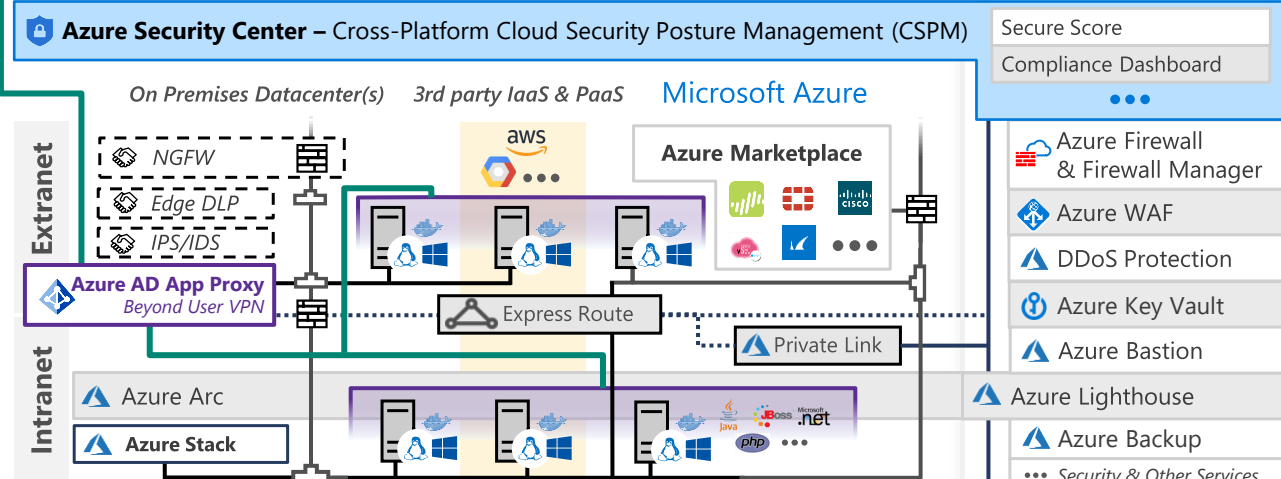 Azure Security Center – Cross-Platform Cloud Security Posture Management (CSPM)
Secure Score
Compliance Dashboard
On Premises Datacenter(s)
3rd party IaaS & PaaS
Microsoft Azure
Extranet
NGFW
Edge DLP
IPS/IDS
aws
Azure Marketplace
CISCO
Azure Firewall
& Firewall Manager
Azure WAF
DDoS Protection
Azure Key Vault
Azure Bastion
Azure AD App Proxy
Beyond User VPN
Express Route
Private Link
Intranet
Azure Arc
Azure Lighthouse
Azure Stack
Java
JBoss
Microsoft
.net
php
Azure Backup
Security & Other Services